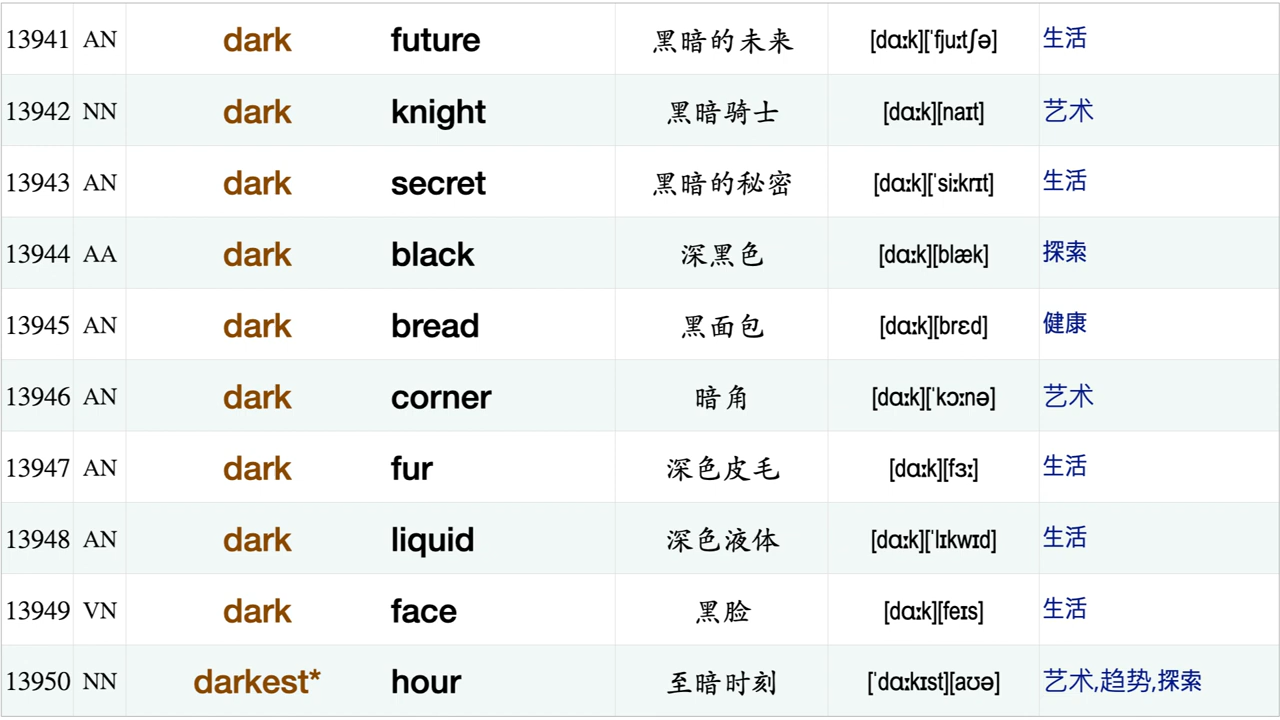 13941 AN dark future 黑暗的未来 [dɑːk][ˈfjuːtʃə] 生活
13942 NN dark knight 黑暗骑士 [dɑːk][naɪt] 艺术
13943 AN dark secret 黑暗的秘密 [dɑːk][ˈsiːkrɪt] 生活
13944 AA dark black 深黑色 [dɑːk][blæk] 探索
13945 AN dark bread 黑面包 [dɑːk][brɛd] 健康
13946 AN dark corner 暗角 [dɑːk][ˈkɔːnə] 艺术
13947 AN dark fur 深色皮毛 [dɑːk][fɜː] 生活
13948 AN dark liquid 深色液体 [dɑːk][ˈlɪkwɪd] 生活
13949 VN dark face 黑脸 [dɑːk][feɪs] 生活
13950 NN darkest* hour 至暗时刻 [ˈdɑːkɪst][aʊə] 艺术,趋势,探索